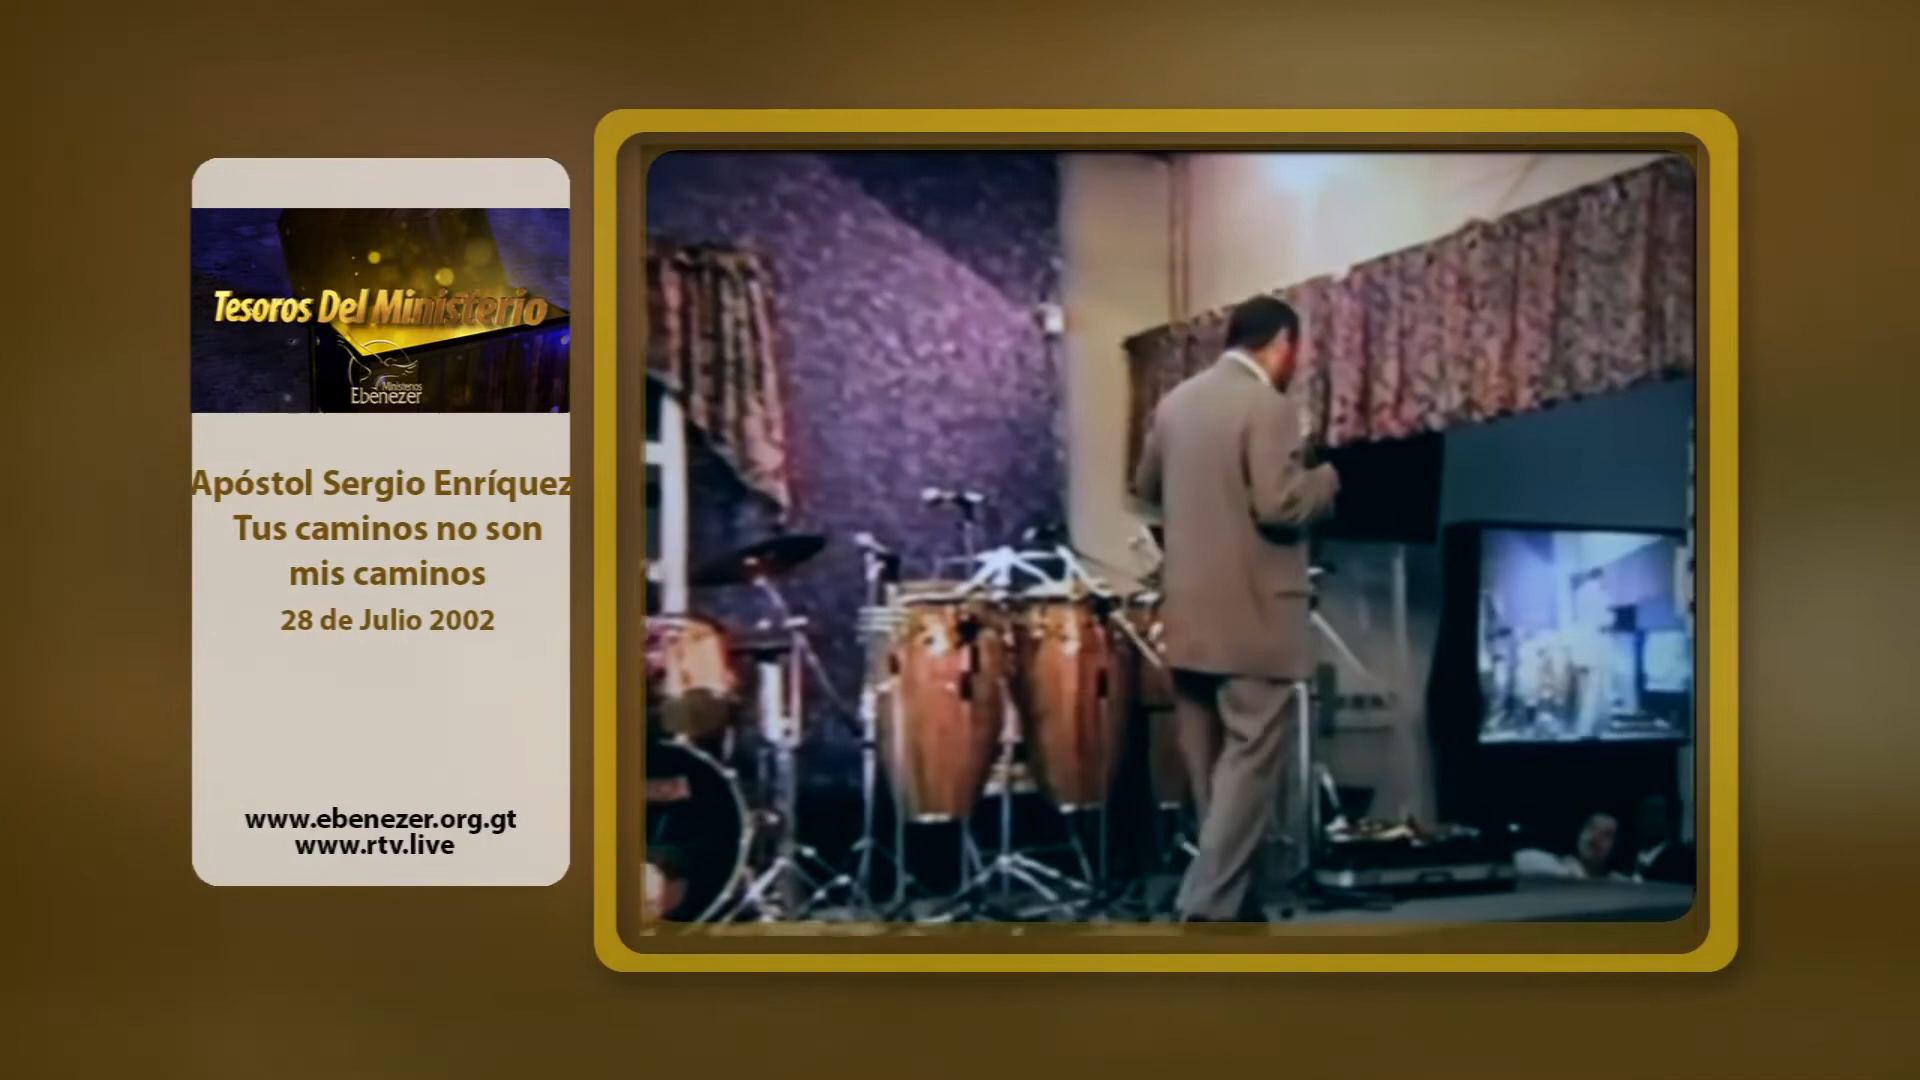 Tesoros Del Ministerio
Ministerios
Ebenezer
Apóstol Sergio Enríquez
Tus caminos no son
mis caminos
28 de Julio 2002
www.ebenezer.org.gt
www.rtv.live